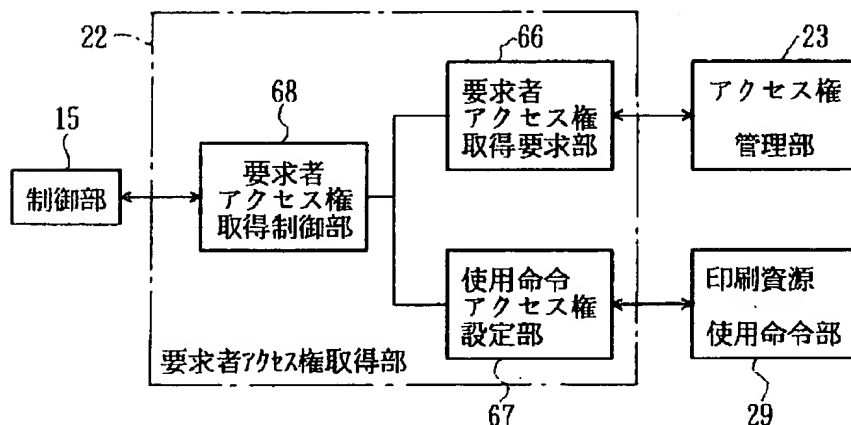 22
66
23
68
15
要求者
アクセス権
取得要求部
アクセス権
管理部
要求者
アクセス権
取得制御部
制御部
使用命令
アクセス権
設定部
印刷資源
使用命令部
要求者アクセス権取得部
67
29